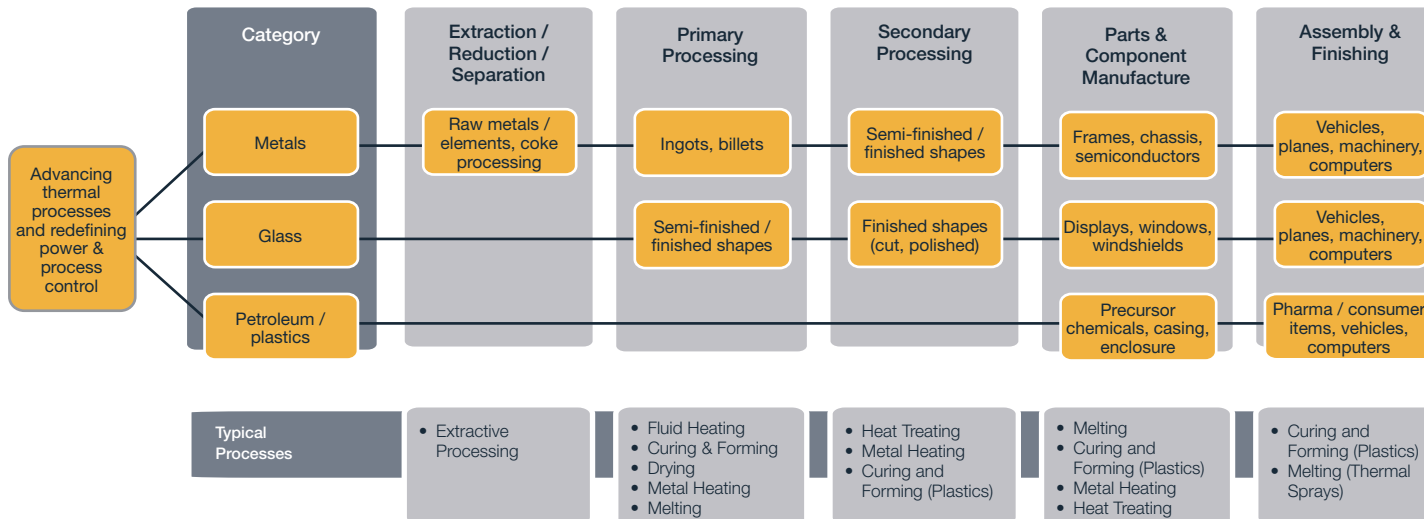 Category
Extraction /
Reduction /
Separation
Primary
Processing
Secondary
Processing
Parts &
Component
Manufacture
Assembly &
Finishing
Advancing
thermal
processes
and redefining
power &
process
control
Metals
Raw metals /
elements, coke
processing
Ingots, billets
Semi-finished /
finished shapes
Frames, chassis,
semiconductors
Vehicles,
planes, machinery,
computers
Glass
Semi-finished /
finished shapes
Finished shapes
(cut, polished)
Displays, windows,
windshields
Vehicles,
planes, machinery,
computers
Petroleum /
plastics
Precursor
chemicals, casing,
enclosure
Pharma / consumer
items, vehicles,
computers
Typical
Processes
• Extractive
Processing
• Fluid Heating
• Curing & Forming
• Drying
• Metal Heating
• Melting
• Heat Treating
• Metal Heating
• Curing and
Forming (Plastics)
• Melting
• Curing and
Forming (Plastics)
• Metal Heating
• Heat Treating
• Curing and
Forming (Plastics)
• Melting (Thermal
Sprays)